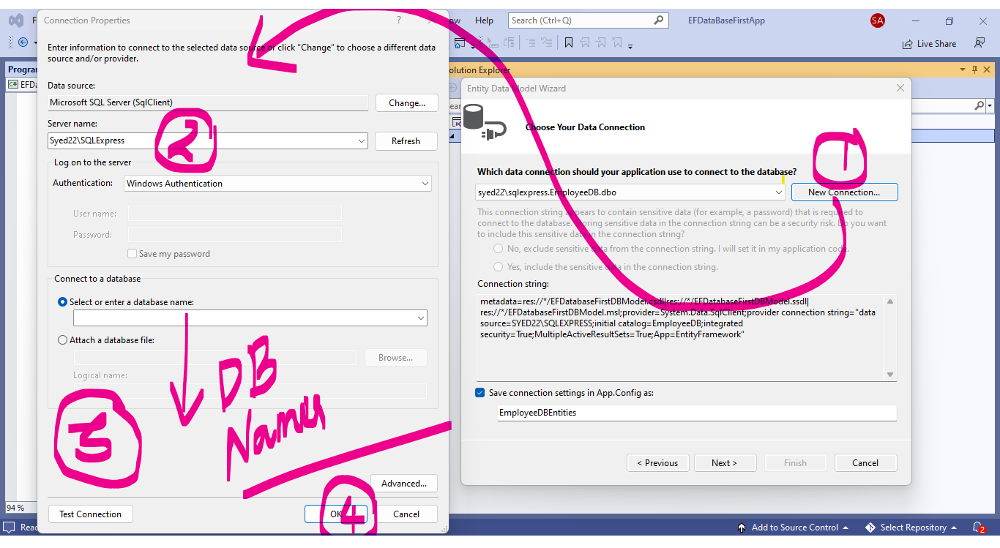 Connection Properties
?
ow
Help
Search (Ctrl+Q)
EFDataBaseFirstApp
SA
Live Share
Enter information to connect to the selected data source or click "Change" to choose a different data
source and/or provider.
Data source:
Microsoft SQL Server (SqlClient)
Change...
Server name:
Syed22\SQLExpress
Refresh
2
Log on to the server
Authentication:
Windows Authentication
User name:
Password:
Save my password
Connect to a database
Select or enter a database name:
Attach a database file:
Browse...
Logical name:
DB
Names
3
Advanced...
Test Connection
OK
4
Cancel
Progra
C# EFDa
94 %
Rea
olution Explorer
Entity Data Model Wizard
Choose Your Data Connection
1
Which data connection should your application use to connect to the database?
syed22\sqlexpress.EmployeeDB.dbo
New Connection...
This connection string appears to contain sensitive data (for example, a password) that is required to
connect to the database. Storing sensitive data in the connection string can be a security risk. Do you want
to include this sensitive data in the connection string?
No, exclude sensitive data from the connection string. I will set it in my application code.
Yes, include the sensitive data in the connection string.
Connection string:
metadata=res://*/EFDatabaseFirstDBModel.csdl|res://*/EFDatabaseFirstDBModel.ssdl|
res://*/EFDatabaseFirstDBModel.msl;provider=System.Data.SqlClient;provider connection string="data
source=SYED22\SQLEXPRESS;initial catalog=EmployeeDB;integrated
security=True;MultipleActiveResultSets=True;App=EntityFramework"
Save connection settings in App.Config as:
EmployeeDBEntities
< Previous
Next >
Finish
Cancel
Add to Source Control
Select Repository
2